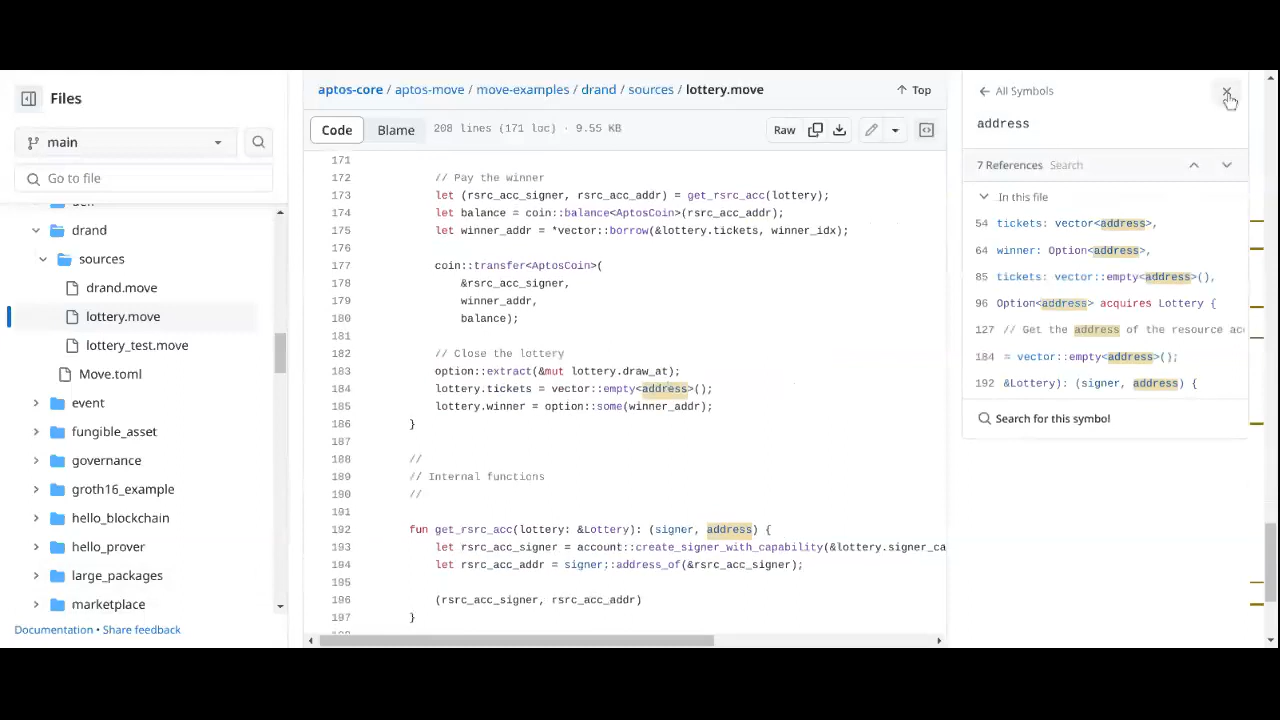 Files
main
Go to file
drand
sources
drand.move
lottery.move
lottery_test.move
Move.toml
event
fungible_asset
governance
groth16_example
hello_blockchain
hello_prover
large_packages
marketplace
Documentation • Share feedback
aptos-core / aptos-move / move-examples / drand / sources / lottery.move
Top
Code
Blame
208 lines (171 loc) · 9.55 KB
Raw
171
172 // Pay the winner
173 let (rsrc_acc_signer, rsrc_acc_addr) = get_rsrc_acc(lottery);
174 let balance = coin::balance<AptosCoin>(rsrc_acc_addr);
175 let winner_addr = *vector::borrow(&lottery.tickets, winner_idx);
176
177 coin::transfer<AptosCoin>(
178 &rsrc_acc_signer,
179 winner_addr,
180 balance);
181
182 // Close the lottery
183 option::extract(&mut lottery.draw_at);
184 lottery.tickets = vector::empty<address>();
185 lottery.winner = option::some(winner_addr);
186 }
187
188 //
189 // Internal functions
190 //
191
192 fun get_rsrc_acc(lottery: &Lottery): (signer, address) {
193 let rsrc_acc_signer = account::create_signer_with_capability(&lottery.signer_ca
194 let rsrc_acc_addr = signer::address_of(&rsrc_acc_signer);
195
196 (rsrc_acc_signer, rsrc_acc_addr)
197 }
All Symbols
address
7 References Search
In this file
54 tickets: vector<address>,
64 winner: Option<address>,
85 tickets: vector::empty<address>(),
96 Option<address> acquires Lottery {
127 // Get the address of the resource acc
184 = vector::empty<address>();
192 &Lottery): (signer, address) {
Search for this symbol